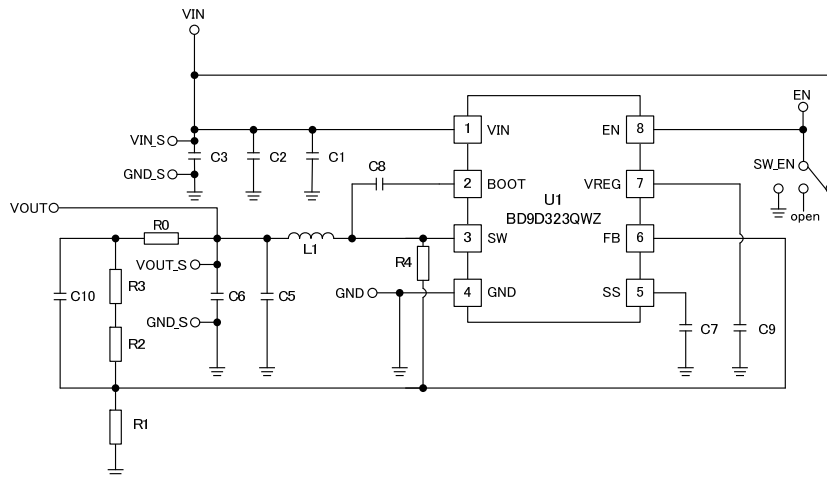 VIN
EN
VIN_S
GND_S
C3
C2
C1
1
VIN
EN
8
SW_EN
open
C8
2
BOOT
VREG
7
U1
BD9D323QWZ
VOUT
R0
L1
3
SW
FB
6
R4
VOUT_S
GND_S
C6
C5
C10
R3
R2
GND
4
GND
SS
5
C7
C9
R1